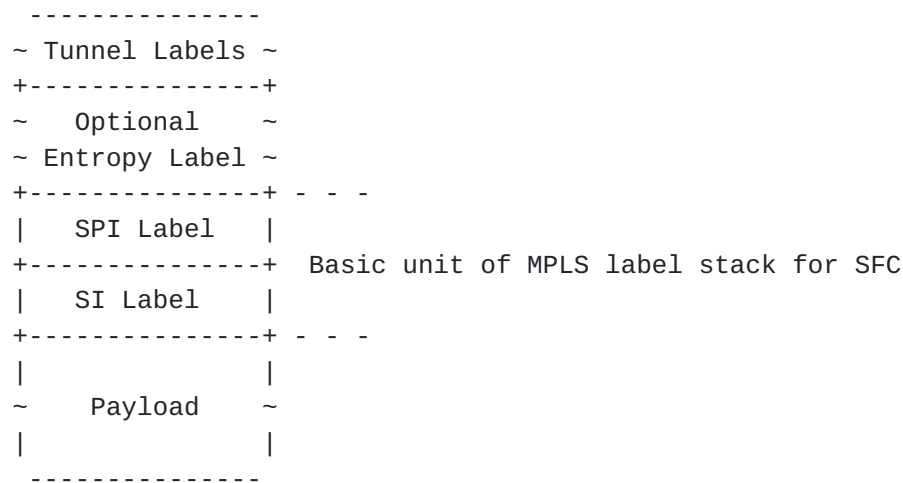 ---------------
~ Tunnel Labels ~
+---------------+
~   Optional    ~
~ Entropy Label ~
+---------------+ - - -
|   SPI Label   |
+---------------+  Basic unit of MPLS label stack for SFC
|   SI Label    |
+---------------+ - - -
|               |
~    Payload    ~
|               |
 ---------------